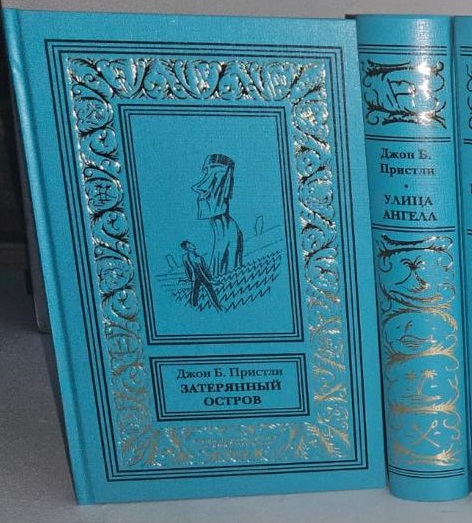 Джон Б. Пристли
ЗАТЕРЯННЫЙ
ОСТРОВ
Джон Б.
Пристли
•
УЛИЦА
АНГЕЛА